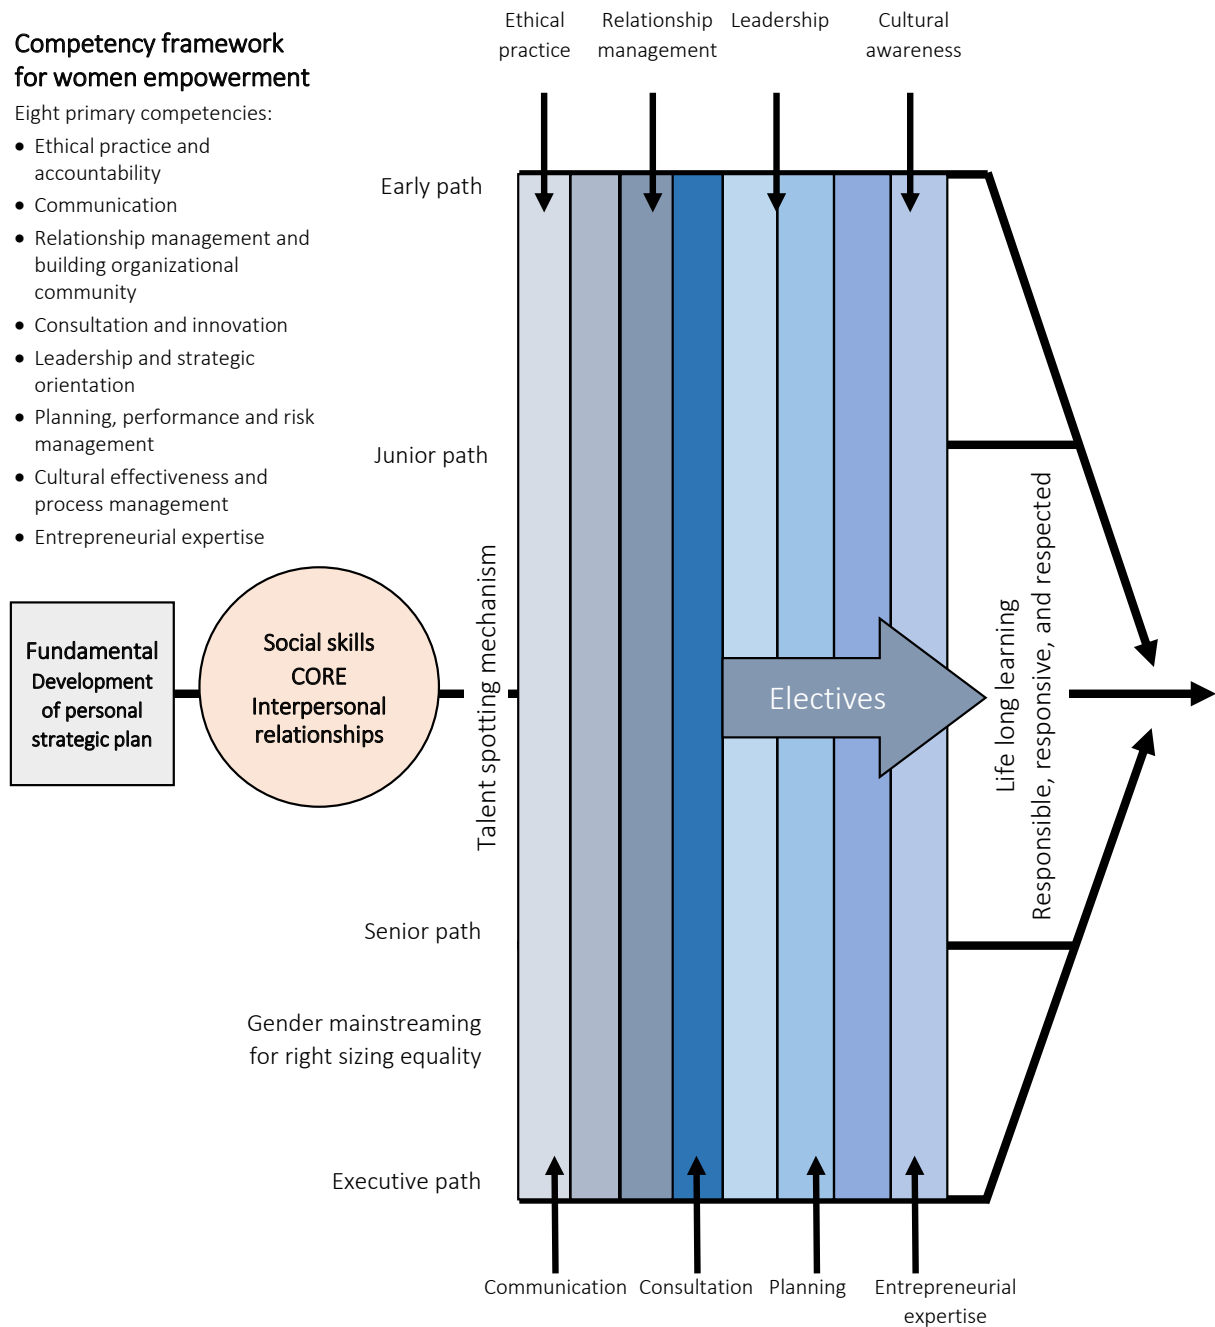 Competency framework
for women empowerment
Eight primary competencies:
• Ethical practice and
accountability
• Communication
• Relationship management and
building organizational
community
• Consultation and innovation
• Leadership and strategic
orientation
• Planning, performance and risk
management
• Cultural effectiveness and
process management
• Entrepreneurial expertise
Ethical
practice
Relationship
management
Leadership
Cultural
awareness
Early path
Junior path
Fundamental
Development
of personal
strategic plan
Social skills
CORE
Interpersonal
relationships
Talent spotting mechanism
Electives
Life long learning
Responsible, responsive, and respected
Senior path
Gender mainstreaming
for right sizing equality
Executive path
Communication
Consultation
Planning
Entrepreneurial
expertise